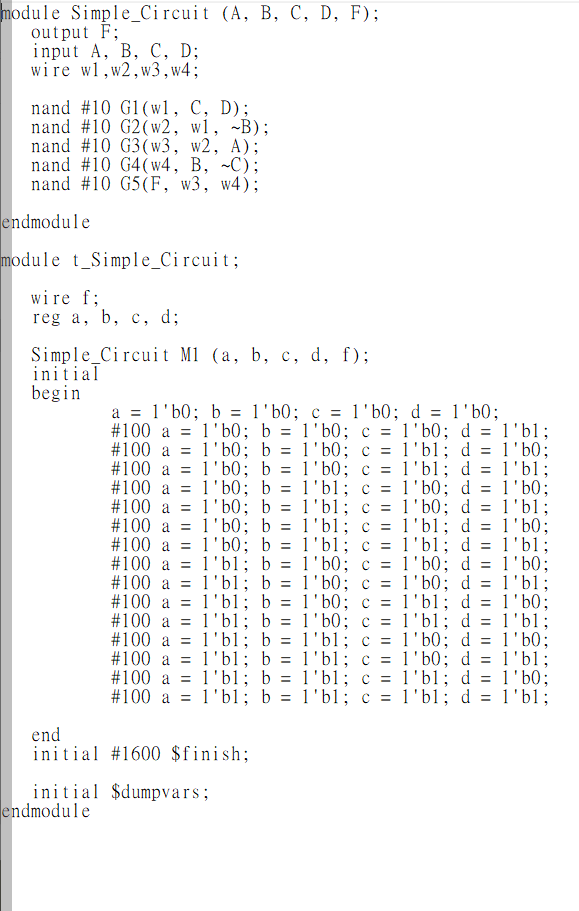 module Simple_Circuit (A, B, C, D, F);
output F;
input A, B, C, D;
wire w1,w2,w3,w4;
nand #10 G1(w1, C, D);
nand #10 G2(w2, w1, ~B);
nand #10 G3(w3, w2, A);
nand #10 G4(w4, B, ~C);
nand #10 G5(F, w3, w4);
endmodule
module t_Simple_Circuit;
wire f;
reg a, b, c, d;
Simple_Circuit M1 (a, b, c, d, f);
initial
begin
a = 1'b0; b = 1'b0; c = 1'b0; d = 1'b0;
#100 a = 1'b0; b = 1'b0; c = 1'b0; d = 1'b1;
#100 a = 1'b0; b = 1'b0; c = 1'b1; d = 1'b0;
#100 a = 1'b0; b = 1'b0; c = 1'b1; d = 1'b1;
#100 a = 1'b0; b = 1'b1; c = 1'b0; d = 1'b0;
#100 a = 1'b0; b = 1'b1; c = 1'b0; d = 1'b1;
#100 a = 1'b0; b = 1'b1; c = 1'b1; d = 1'b0;
#100 a = 1'b0; b = 1'b1; c = 1'b1; d = 1'b1;
#100 a = 1'b1; b = 1'b0; c = 1'b0; d = 1'b0;
#100 a = 1'b1; b = 1'b0; c = 1'b0; d = 1'b1;
#100 a = 1'b1; b = 1'b0; c = 1'b1; d = 1'b0;
#100 a = 1'b1; b = 1'b0; c = 1'b1; d = 1'b1;
#100 a = 1'b1; b = 1'b1; c = 1'b0; d = 1'b0;
#100 a = 1'b1; b = 1'b1; c = 1'b0; d = 1'b1;
#100 a = 1'b1; b = 1'b1; c = 1'b1; d = 1'b0;
#100 a = 1'b1; b = 1'b1; c = 1'b1; d = 1'b1;
end
initial #1600 $finish;
initial $dumpvars;
endmodule